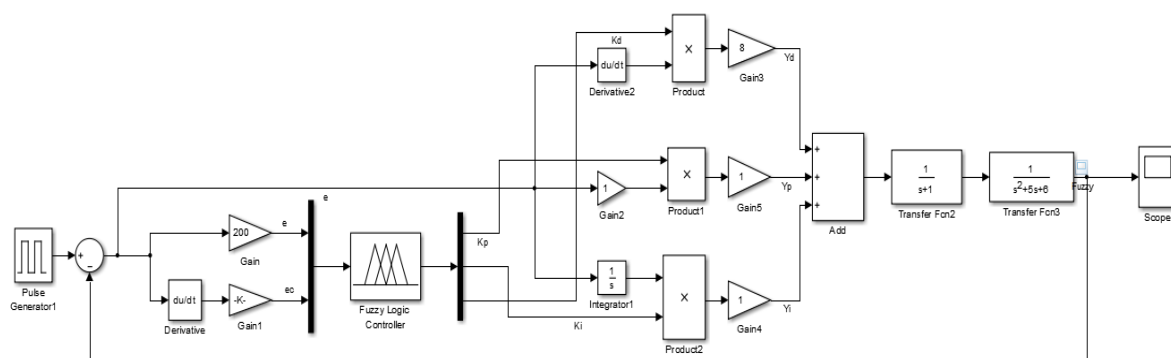 Kd
du/dt
Derivative2
×
Product
8
Gain3
Yd
e
1
Gain2
×
Product1
1
Gain5
Yp
+
+
+
Add
1
s+1
Transfer Fcn2
1
s²+5s+6
Transfer Fcn3
Fuzzy
Scope
Pulse
Generator1
+
−
200
Gain
e
du/dt
Derivative
-K-
Gain1
ec
Fuzzy Logic
Controller
Kp
Ki
1
s
Integrator1
×
Product2
1
Gain4
Yi